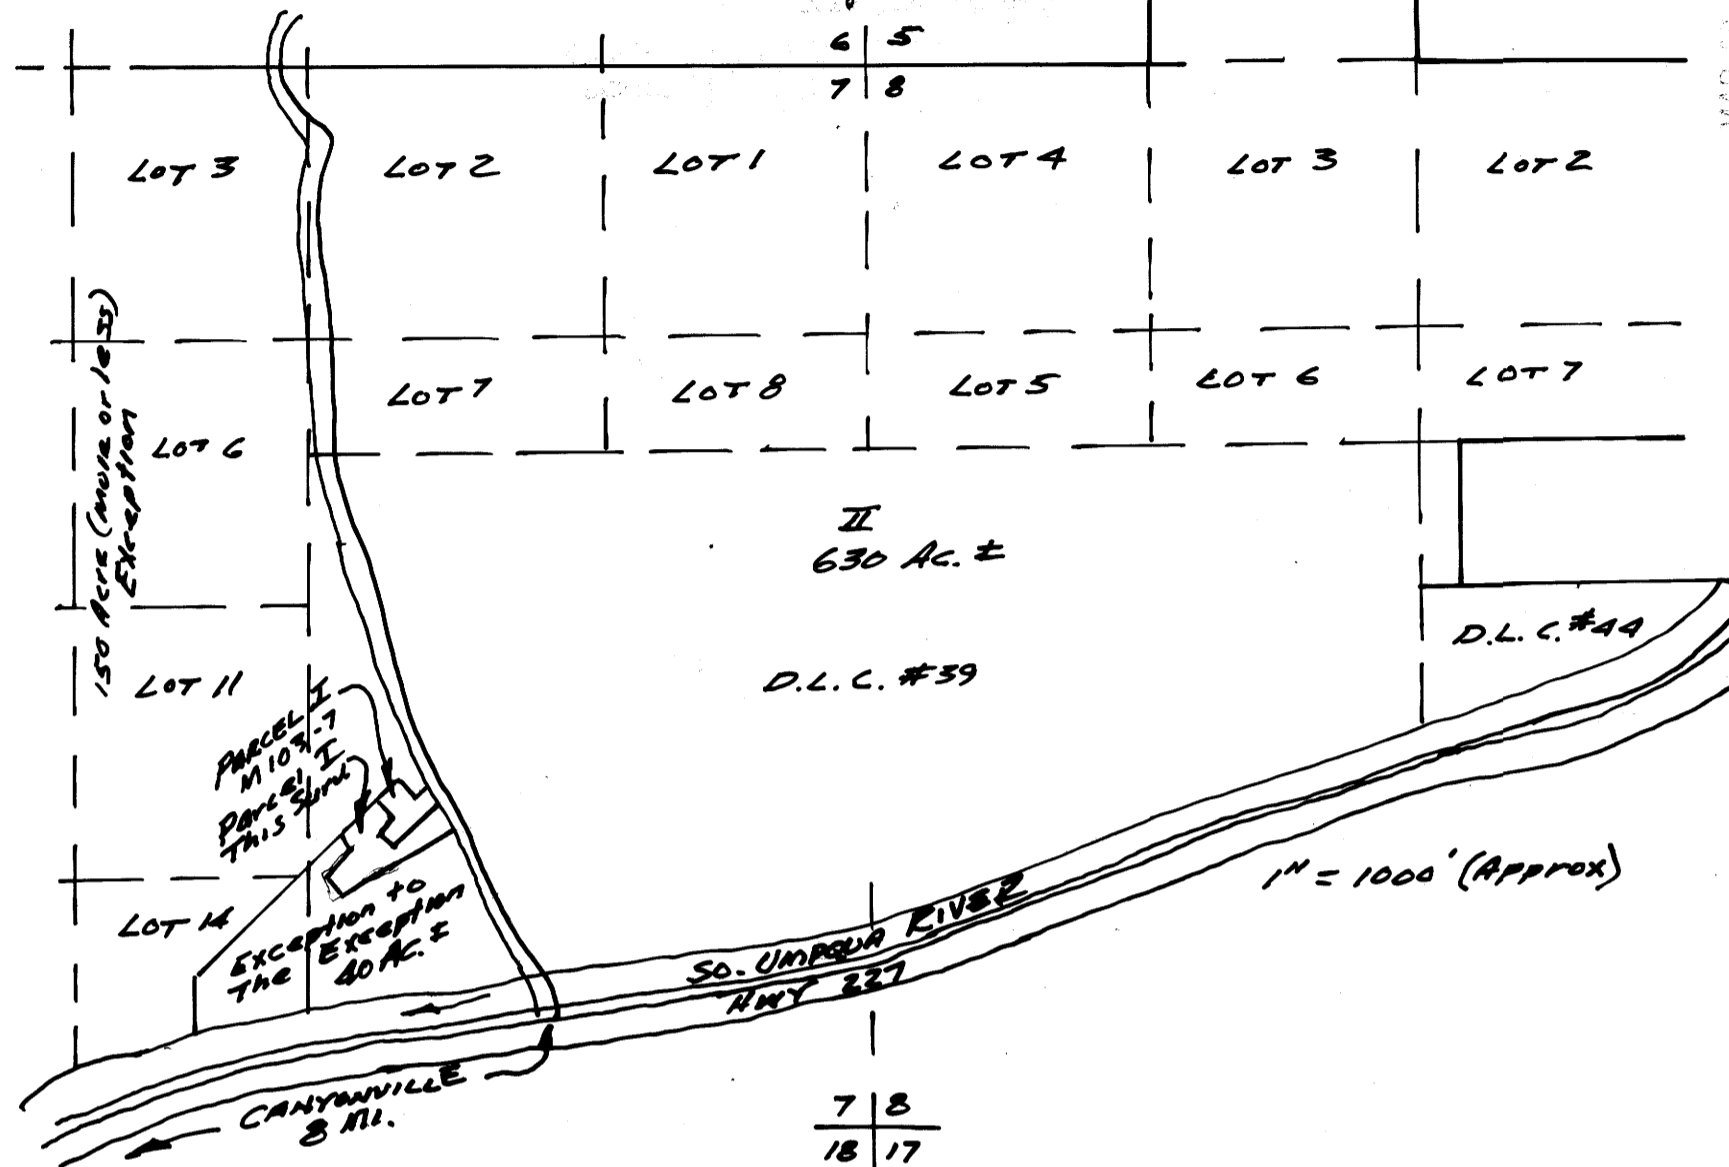 6 | 5
7 | 8
LOT 3
LOT 2
LOT 1
LOT 4
LOT 3
LOT 2
150 Acre (more or less)
Exception
LOT 6
LOT 7
LOT 8
LOT 5
LOT 6
LOT 7
II
630 Ac. ±
D.L.C. #39
D.L.C. #44
LOT 11
PARCEL I
M103-7
Parcel I
This
LOT 14
Exception to
The Exception
40 AC. ±
SO. UMPQUA RIVER
HWY 227
1" = 1000' (Approx)
CANYONVILLE
8 MI.
7 | 8
18 | 17